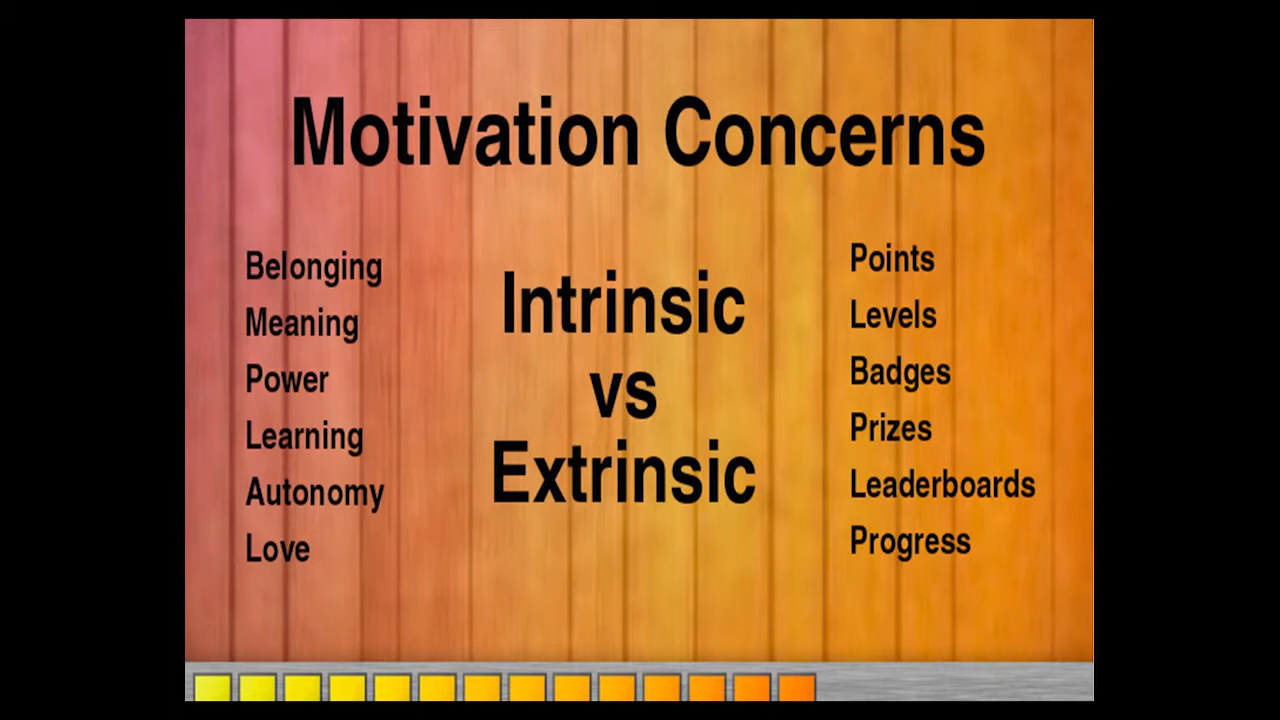 Motivation Concerns
Belonging
Meaning
Power
Learning
Autonomy
Love
Intrinsic
vs
Extrinsic
Points
Levels
Badges
Prizes
Leaderboards
Progress